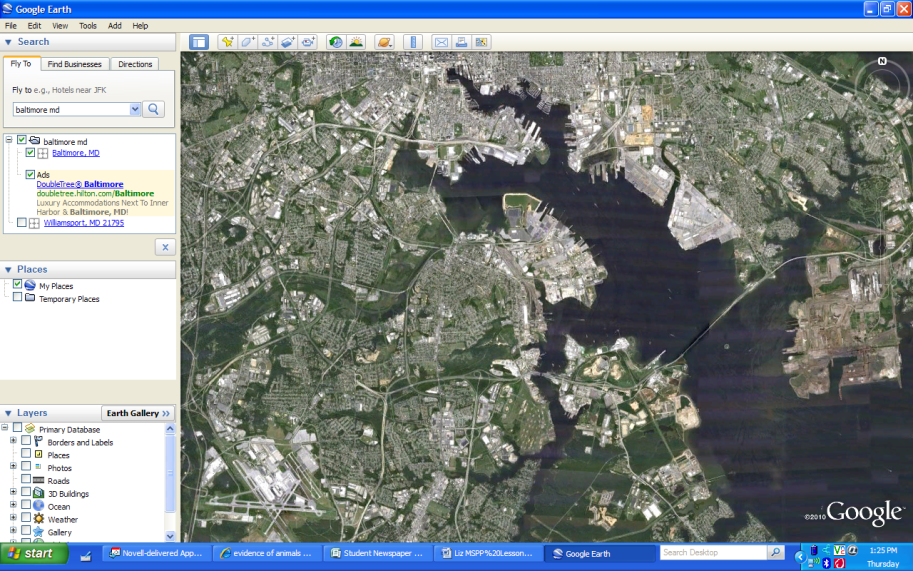 Google Earth
File Edit View Tools Add Help
Search
Fly To Find Businesses Directions
Fly to e.g., Hotels near JFK
baltimore md
baltimore md
Baltimore, MD
Ads
DoubleTree® Baltimore
doubletree.hilton.com/Baltimore
Luxury Accommodations Next To Inner
Harbor & Baltimore, MD!
Williamsport, MD 21795
Places
My Places
Temporary Places
Layers Earth Gallery >>
Primary Database
Borders and Labels
Places
Photos
Roads
3D Buildings
Ocean
Weather
Gallery
N
©2010 Google
start Novell-delivered App... evidence of animals ... Student Newspaper ... Liz MSPP%20Lesson... Google Earth Search Desktop 1:25 PM
Thursday